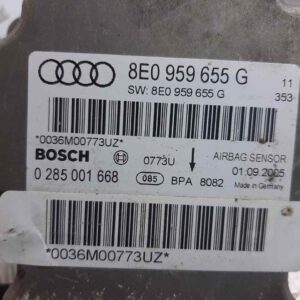 8E0 959 655 G
11
SW: 8E0 959 655 G
353
*0036M00773UZ*
BOSCH
0773U
AIRBAG SENSOR
0 285 001 668
085
BPA 8082
01.09.2005
Made in Germany
*0036M00773UZ*